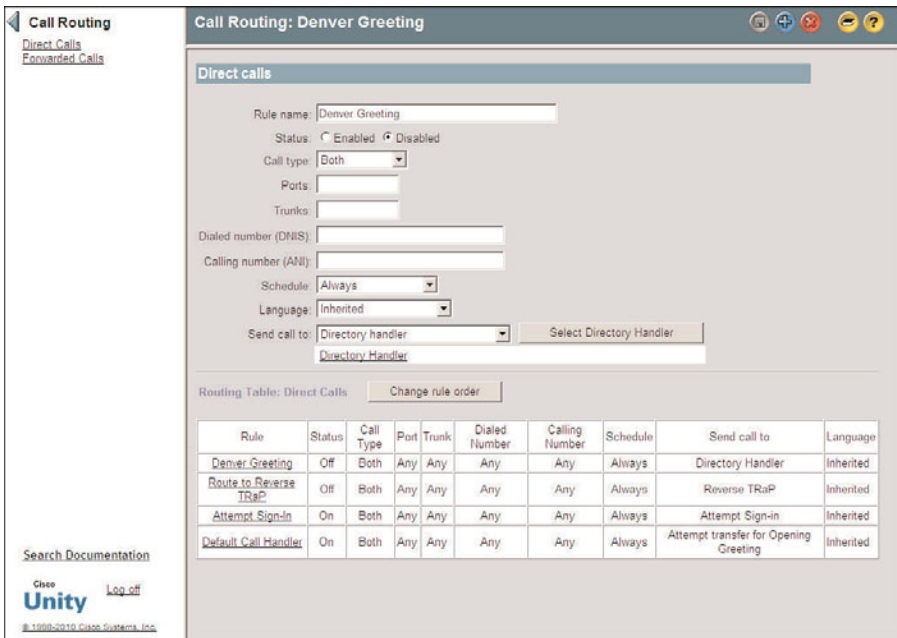 Call Routing
Direct Calls
Forwarded Calls
Call Routing: Denver Greeting
?
Direct calls
Rule name: Denver Greeting
Status: Enabled Disabled
Call type: Both
Ports:
Trunks:
Dialed number (DNIS):
Calling number (ANI):
Schedule: Always
Language: Inherited
Send call to: Directory handler Select Directory Handler
Directory Handler
Routing Table: Direct Calls Change rule order
Rule Status Call Type Port Trunk Dialed Number Calling Number Schedule Send call to Language
Denver Greeting Off Both Any Any Any Any Always Directory Handler Inherited
Route to Reverse TRaP Off Both Any Any Any Any Always Reverse TRaP Inherited
Attempt Sign-In On Both Any Any Any Any Always Attempt Sign-in Inherited
Default Call Handler On Both Any Any Any Any Always Attempt transfer for Opening Greeting Inherited
Search Documentation
Cisco
Unity Log off
© 1998-2010 Cisco Systems, Inc.